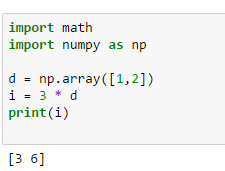 import math
import numpy as np
d = np.array([1,2])
i = 3 * d
print(i)
[3 6]